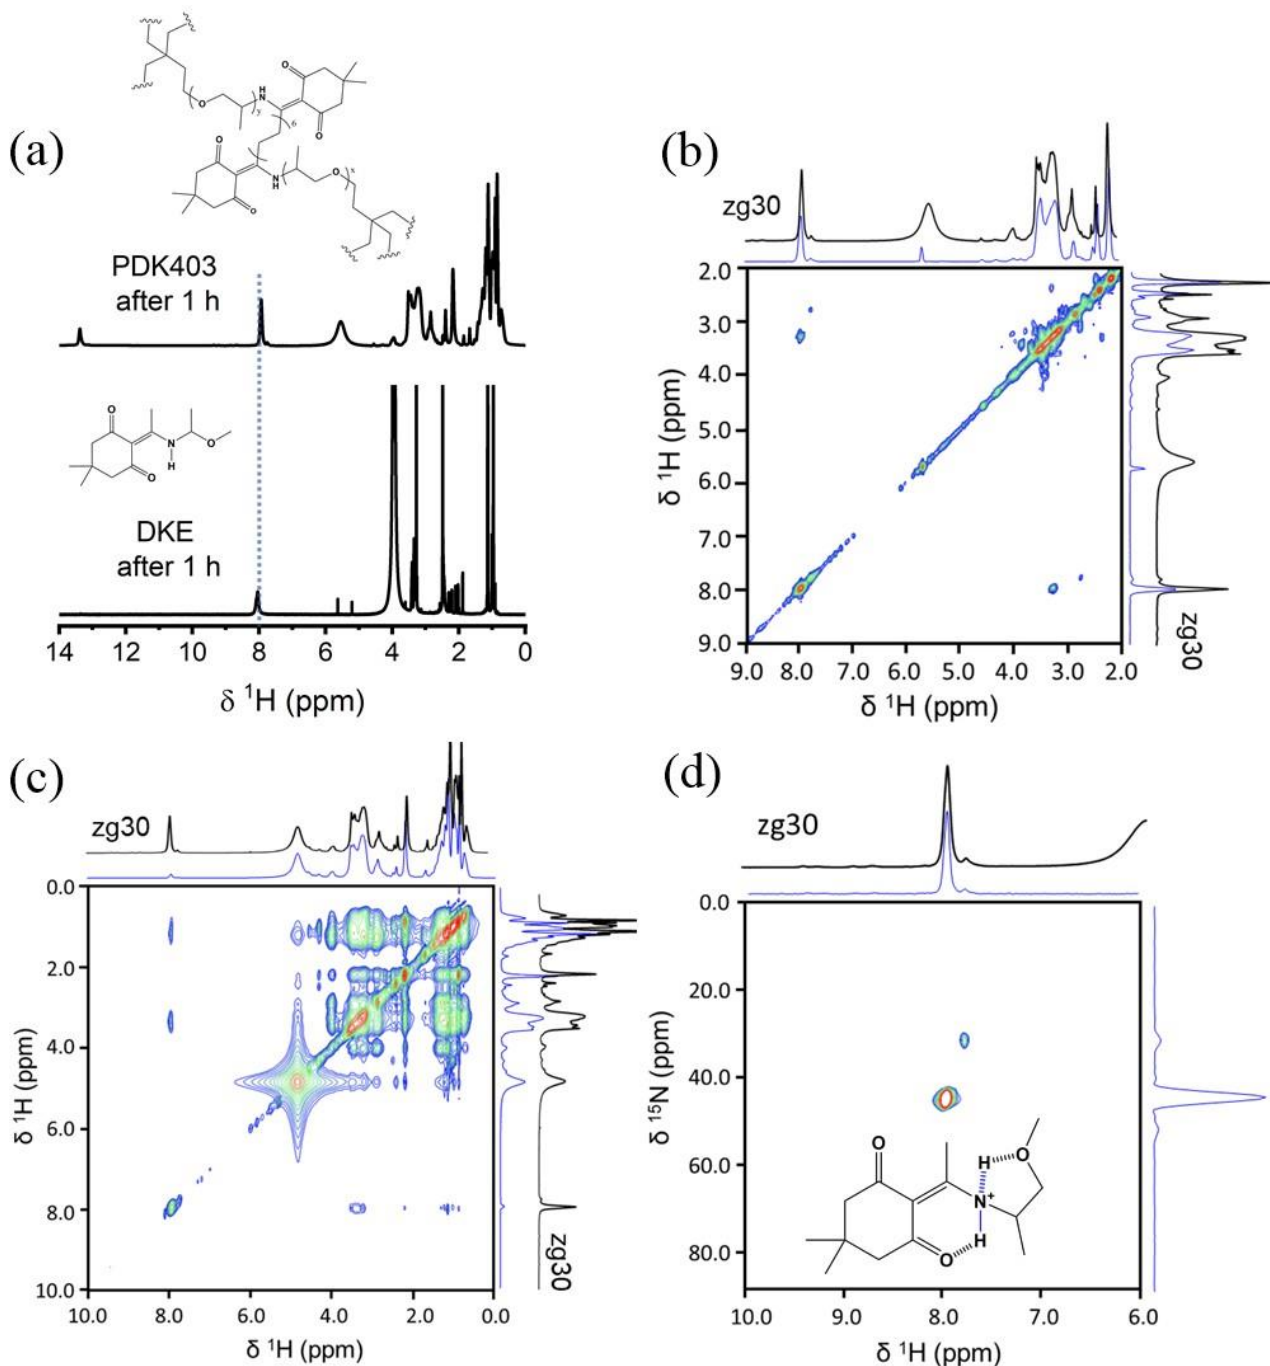 (a)
O
N
H
O
y
O
6
O
N
H
O
x
O
PDK403
after 1 h
O
N
H
O
O
DKE
after 1 h
14 12 10 8 6 4 2 0
δ ¹H (ppm)
(b)
zg30
2.0
3.0
4.0
5.0
6.0
7.0
8.0
9.0
δ ¹H (ppm)
9.0 8.0 7.0 6.0 5.0 4.0 3.0 2.0
δ ¹H (ppm)
zg30
(c)
zg30
0.0
2.0
4.0
6.0
8.0
10.0
δ ¹H (ppm)
10.0 8.0 6.0 4.0 2.0 0.0
δ ¹H (ppm)
zg30
(d)
zg30
0.0
20.0
40.0
60.0
80.0
δ ¹⁵N (ppm)
O
H
O
N⁺
H
O
10.0 9.0 8.0 7.0 6.0
δ ¹H (ppm)